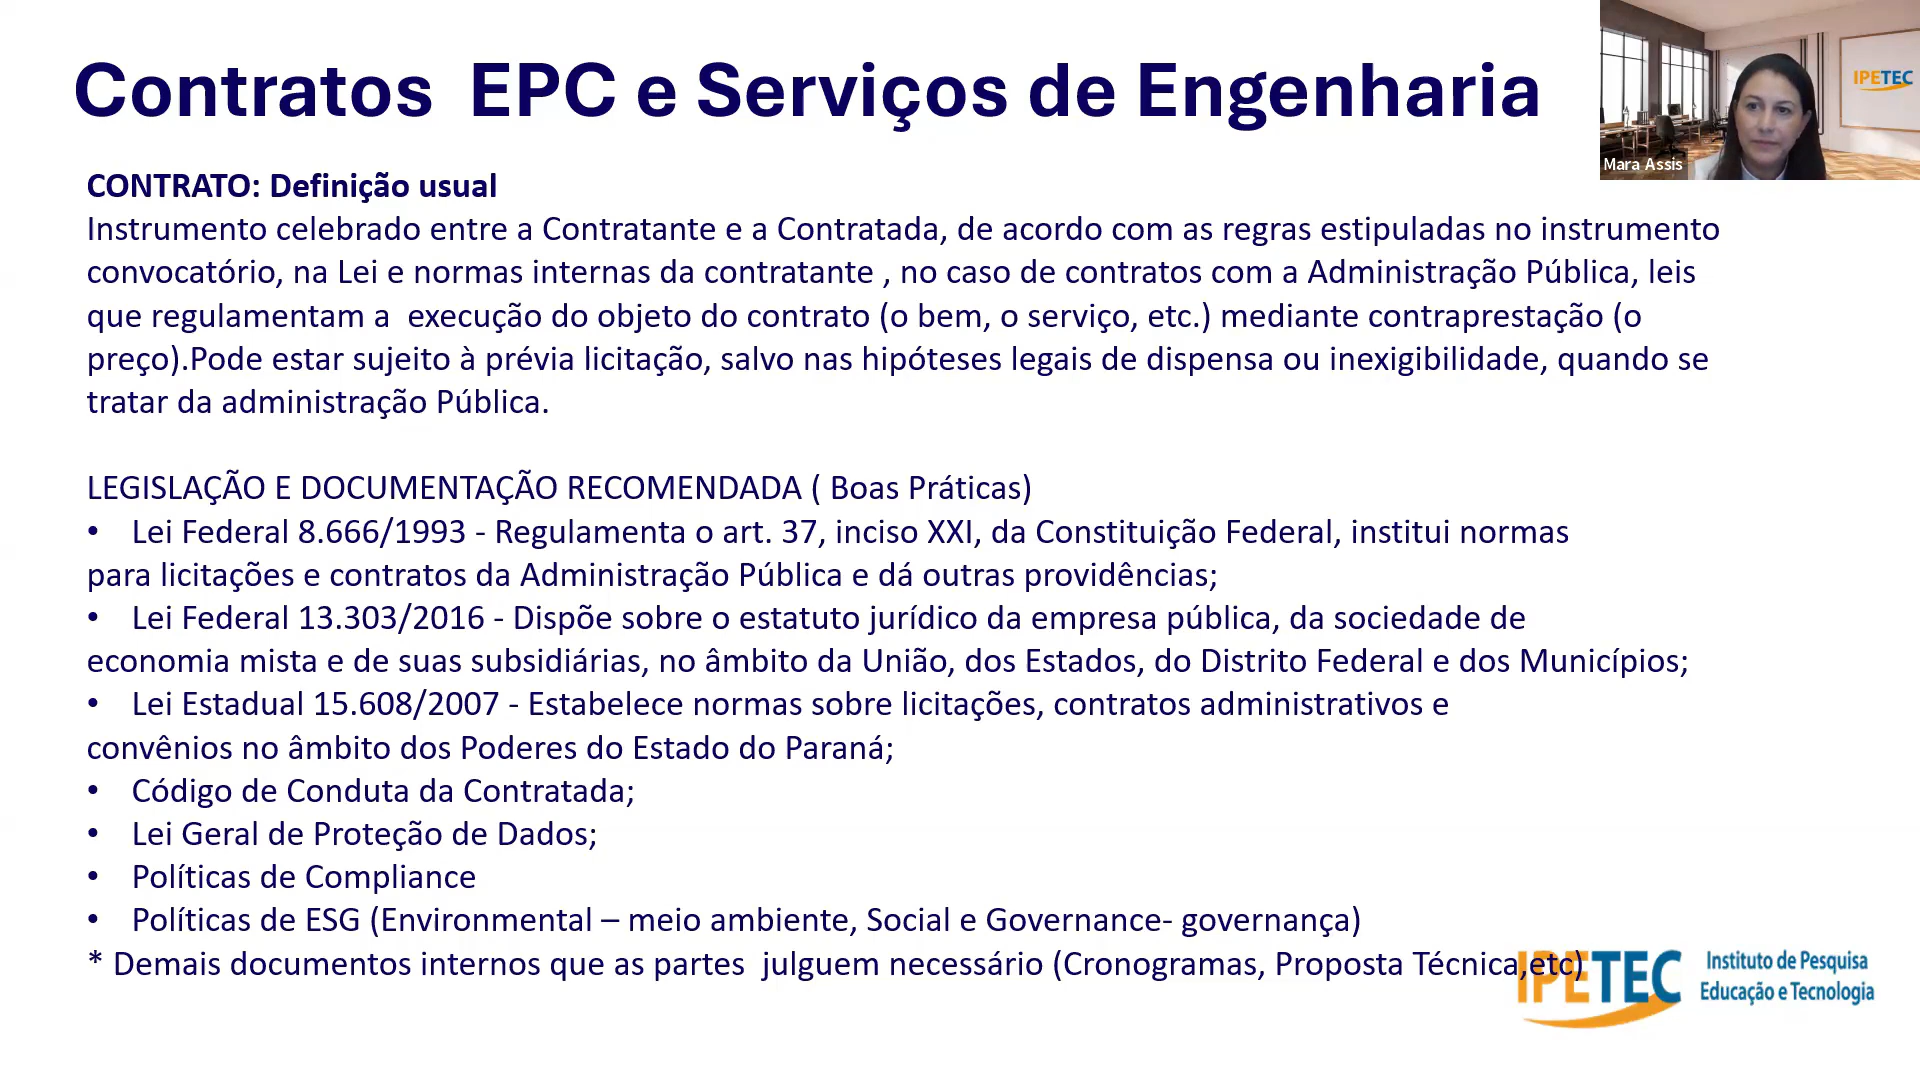 Contratos  EPC e Serviços de Engenharia
IPETEC
Mara Assis
CONTRATO: Definição usual
Instrumento celebrado entre a Contratante e a Contratada, de acordo com as regras estipuladas no instrumento
convocatório, na Lei e normas internas da contratante , no caso de contratos com a Administração Pública, leis
que regulamentam a  execução do objeto do contrato (o bem, o serviço, etc.) mediante contraprestação (o
preço).Pode estar sujeito à prévia licitação, salvo nas hipóteses legais de dispensa ou inexigibilidade, quando se
tratar da administração Pública.
LEGISLAÇÃO E DOCUMENTAÇÃO RECOMENDADA ( Boas Práticas)
• Lei Federal 8.666/1993 - Regulamenta o art. 37, inciso XXI, da Constituição Federal, institui normas
para licitações e contratos da Administração Pública e dá outras providências;
• Lei Federal 13.303/2016 - Dispõe sobre o estatuto jurídico da empresa pública, da sociedade de
economia mista e de suas subsidiárias, no âmbito da União, dos Estados, do Distrito Federal e dos Municípios;
• Lei Estadual 15.608/2007 - Estabelece normas sobre licitações, contratos administrativos e
convênios no âmbito dos Poderes do Estado do Paraná;
• Código de Conduta da Contratada;
• Lei Geral de Proteção de Dados;
• Políticas de Compliance
• Políticas de ESG (Environmental – meio ambiente, Social e Governance- governança)
* Demais documentos internos que as partes  julguem necessário (Cronogramas, Proposta Técnica,etc)
IPETEC
Instituto de Pesquisa
Educação e Tecnologia